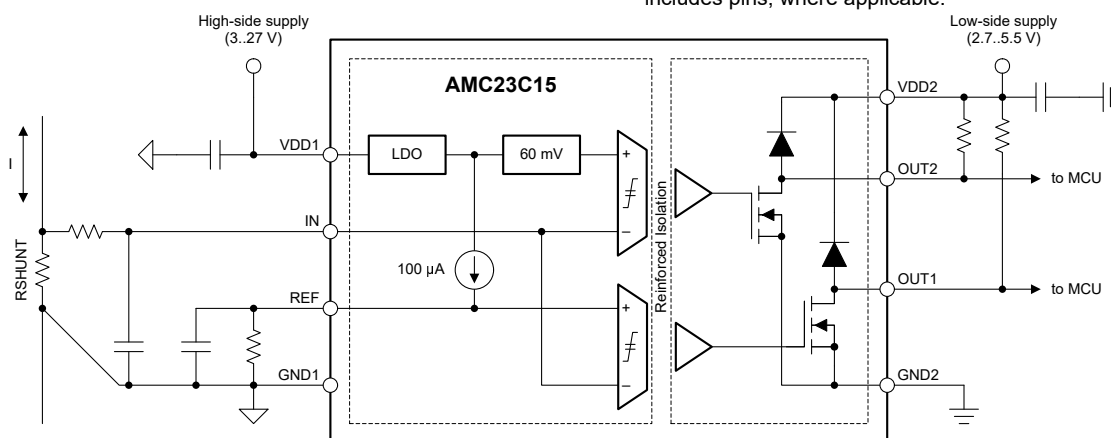 includes pins, where applicable.
High-side supply
(3..27 V)
Low-side supply
(2.7..5.5 V)
AMC23C15
VDD1
LDO
60 mV
+
–
VDD2
OUT2
to MCU
I
IN
RSHUNT
100 µA
Reinforced Isolation
REF
+
–
OUT1
to MCU
GND1
GND2